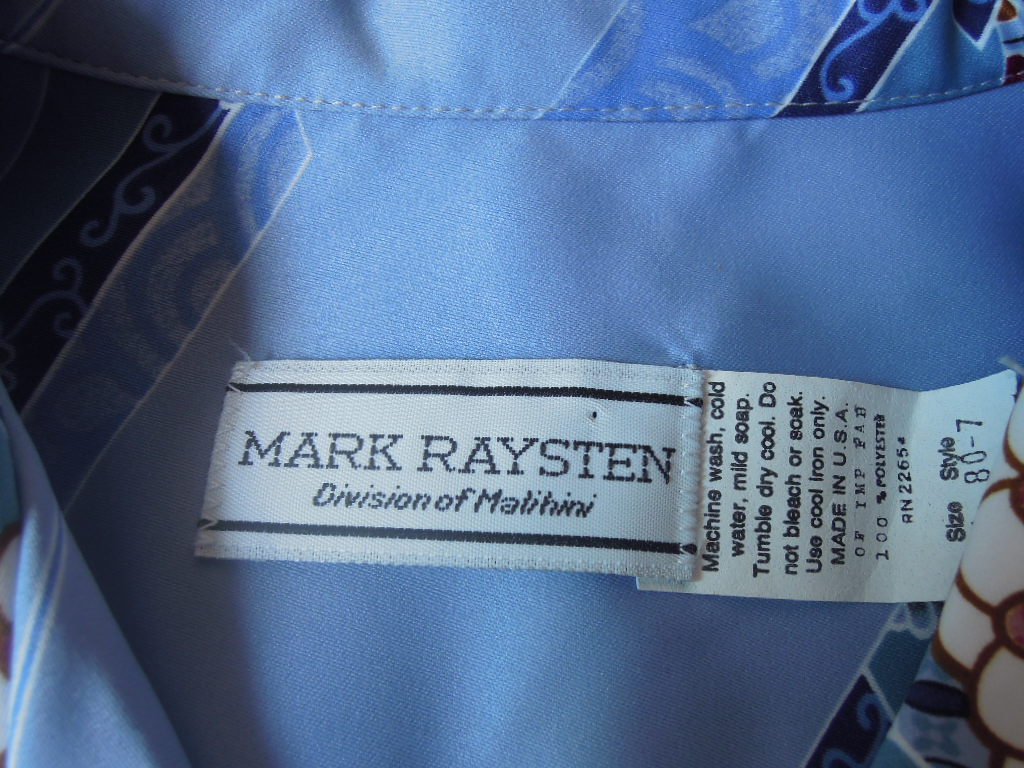 MARK RAYSTEN
Division of Malihini
Machine wash, cold
water, mild soap.
Tumble dry cool. Do
not bleach or soak.
Use cool iron only.
MADE IN U.S.A.
OF IMP FAB
100 % POLYESTER
RN 22654
Size Style
80-7